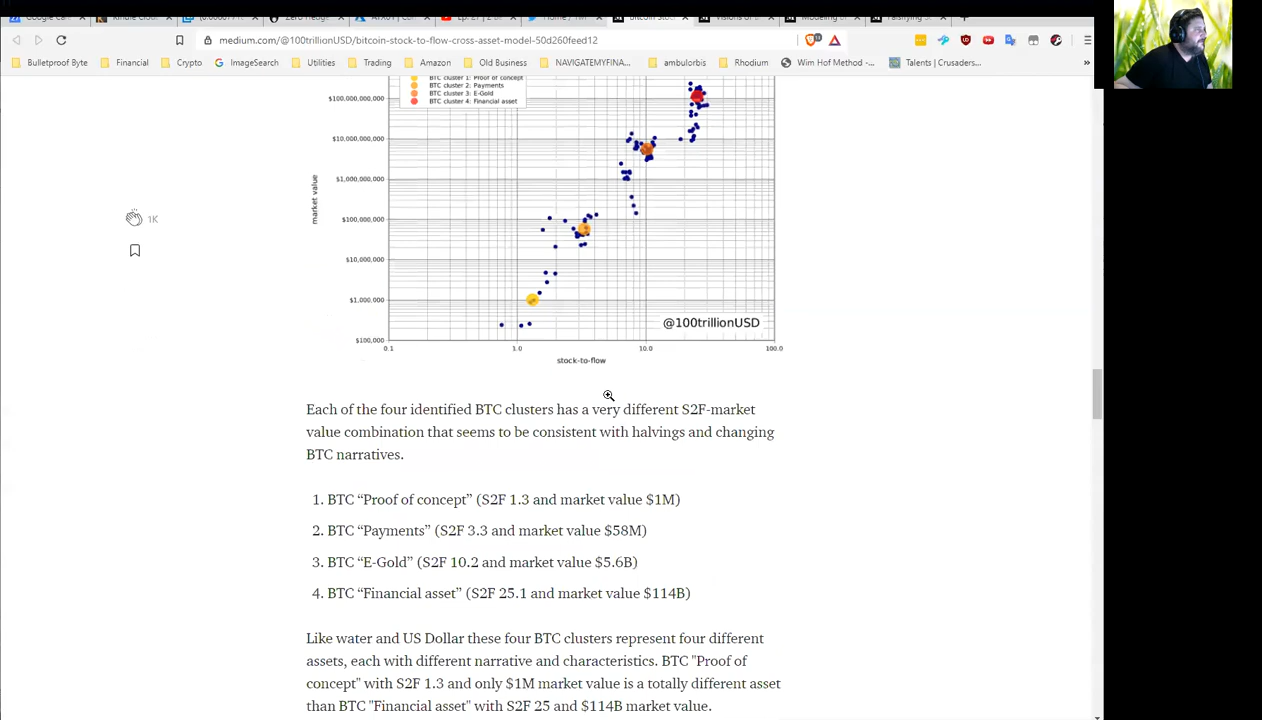 medium.com/@100trillionUSD/bitcoin-stock-to-flow-cross-asset-model-50d260feed12
Bulletproof Byte Financial Crypto ImageSearch Utilities Trading Amazon Old Business NAVIGATEMYFINA... ambulorbis Rhodium Wim Hof Method -... Talents | Crusaders... »
BTC cluster 1: Proof of concept
BTC cluster 2: Payments
BTC cluster 3: E-Gold
BTC cluster 4: Financial asset
$100,000,000,000
$10,000,000,000
$1,000,000,000
market value
$100,000,000
$10,000,000
$1,000,000
$100,000
@100trillionUSD
0.1 1.0 10.0 100.0
stock-to-flow
1K
Each of the four identified BTC clusters has a very different S2F-market
value combination that seems to be consistent with halvings and changing
BTC narratives.
1. BTC “Proof of concept” (S2F 1.3 and market value $1M)
2. BTC “Payments” (S2F 3.3 and market value $58M)
3. BTC “E-Gold” (S2F 10.2 and market value $5.6B)
4. BTC “Financial asset” (S2F 25.1 and market value $114B)
Like water and US Dollar these four BTC clusters represent four different
assets, each with different narrative and characteristics. BTC "Proof of
concept" with S2F 1.3 and only $1M market value is a totally different asset
than BTC "Financial asset" with S2F 25 and $114B market value.